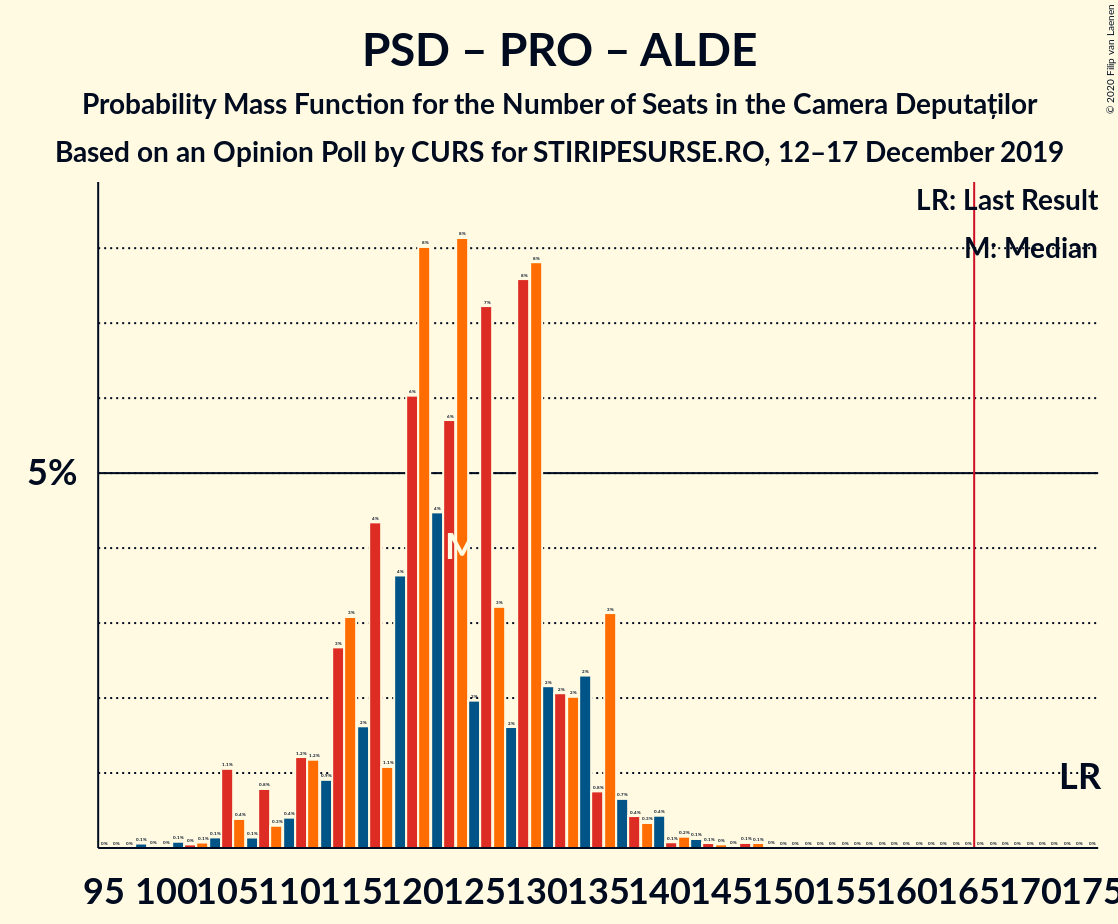 PSD – PRO – ALDE
Probability Mass Function for the Number of Seats in the Camera Deputaților
Based on an Opinion Poll by CURS for STIRIPESURSE.RO, 12–17 December 2019
© 2020 Filip van Laenen
LR: Last Result
M: Median
5%
M
LR
95 100 105 110 115 120 125 130 135 140 145 150 155 160 165 170 175